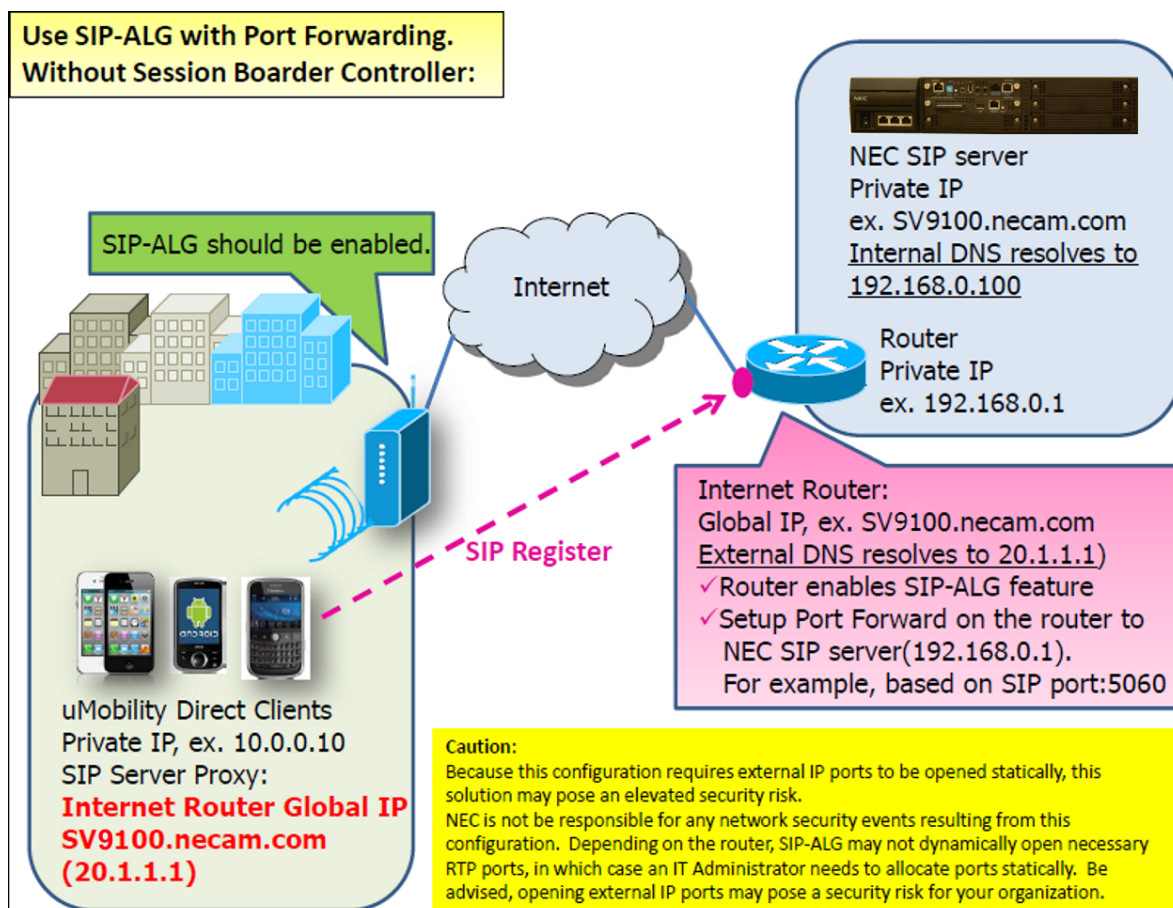 Use SIP-ALG with Port Forwarding.
Without Session Boarder Controller:
NEC
NEC SIP server
Private IP
ex. SV9100.necam.com
Internal DNS resolves to
192.168.0.100
SIP-ALG should be enabled.
Internet
Router
Private IP
ex. 192.168.0.1
SIP Register
Internet Router:
Global IP, ex. SV9100.necam.com
External DNS resolves to 20.1.1.1)
✓Router enables SIP-ALG feature
✓Setup Port Forward on the router to
NEC SIP server(192.168.0.1).
For example, based on SIP port:5060
ANDROID
uMobility Direct Clients
Private IP, ex. 10.0.0.10
SIP Server Proxy:
Internet Router Global IP
SV9100.necam.com
(20.1.1.1)
Caution:
Because this configuration requires external IP ports to be opened statically, this
solution may pose an elevated security risk.
NEC is not be responsible for any network security events resulting from this
configuration.  Depending on the router, SIP-ALG may not dynamically open necessary
RTP ports, in which case an IT Administrator needs to allocate ports statically.  Be
advised, opening external IP ports may pose a security risk for your organization.